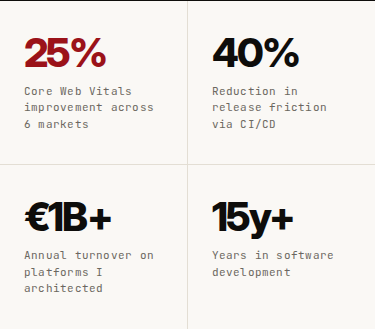 25%
Core Web Vitals
improvement across
6 markets
40%
Reduction in
release friction
via CI/CD
€1B+
Annual turnover on
platforms I
architected
15y+
Years in software
development